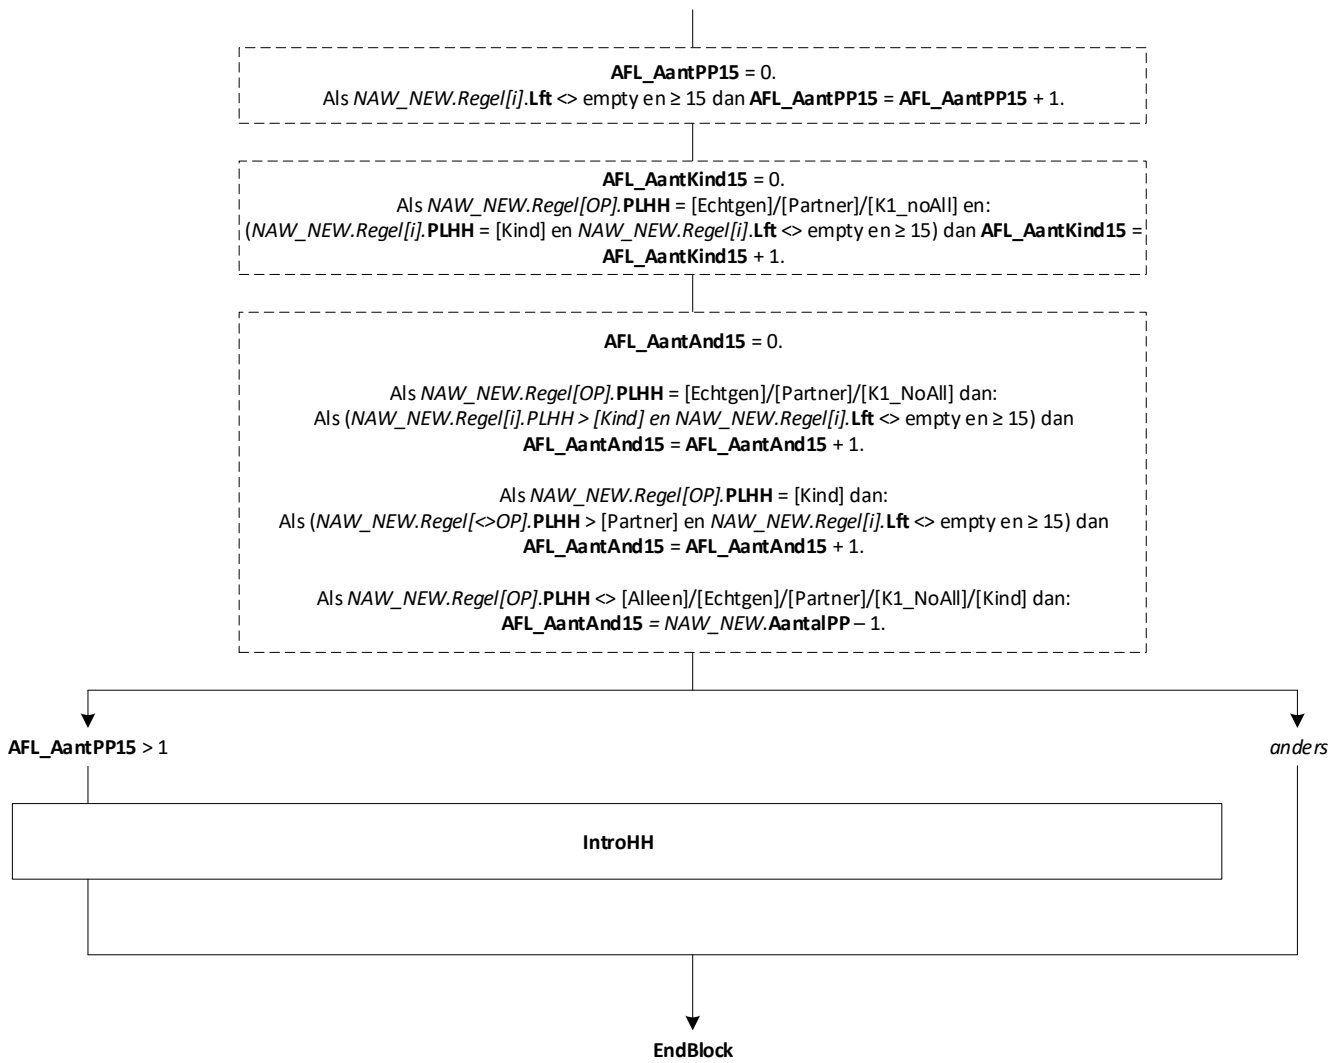 AFL_AantPP15 = 0.
Als NAW_NEW.Regel[i].Lft <> empty en ≥ 15 dan AFL_AantPP15 = AFL_AantPP15 + 1.
AFL_AantKind15 = 0.
Als NAW_NEW.Regel[OP].PLHH = [Echtgen]/[Partner]/[K1_noAll] en:
(NAW_NEW.Regel[i].PLHH = [Kind] en NAW_NEW.Regel[i].Lft <> empty en ≥ 15) dan AFL_AantKind15 =
AFL_AantKind15 + 1.
AFL_AantAnd15 = 0.
Als NAW_NEW.Regel[OP].PLHH = [Echtgen]/[Partner]/[K1_NoAll] dan:
Als (NAW_NEW.Regel[i].PLHH > [Kind] en NAW_NEW.Regel[i].Lft <> empty en ≥ 15) dan
AFL_AantAnd15 = AFL_AantAnd15 + 1.
Als NAW_NEW.Regel[OP].PLHH = [Kind] dan:
Als (NAW_NEW.Regel[<>OP].PLHH > [Partner] en NAW_NEW.Regel[i].Lft <> empty en ≥ 15) dan
AFL_AantAnd15 = AFL_AantAnd15 + 1.
Als NAW_NEW.Regel[OP].PLHH <> [Alleen]/[Echtgen]/[Partner]/[K1_NoAll]/[Kind] dan:
AFL_AantAnd15 = NAW_NEW.AantalPP – 1.
AFL_AantPP15 > 1
anders
IntroHH
EndBlock